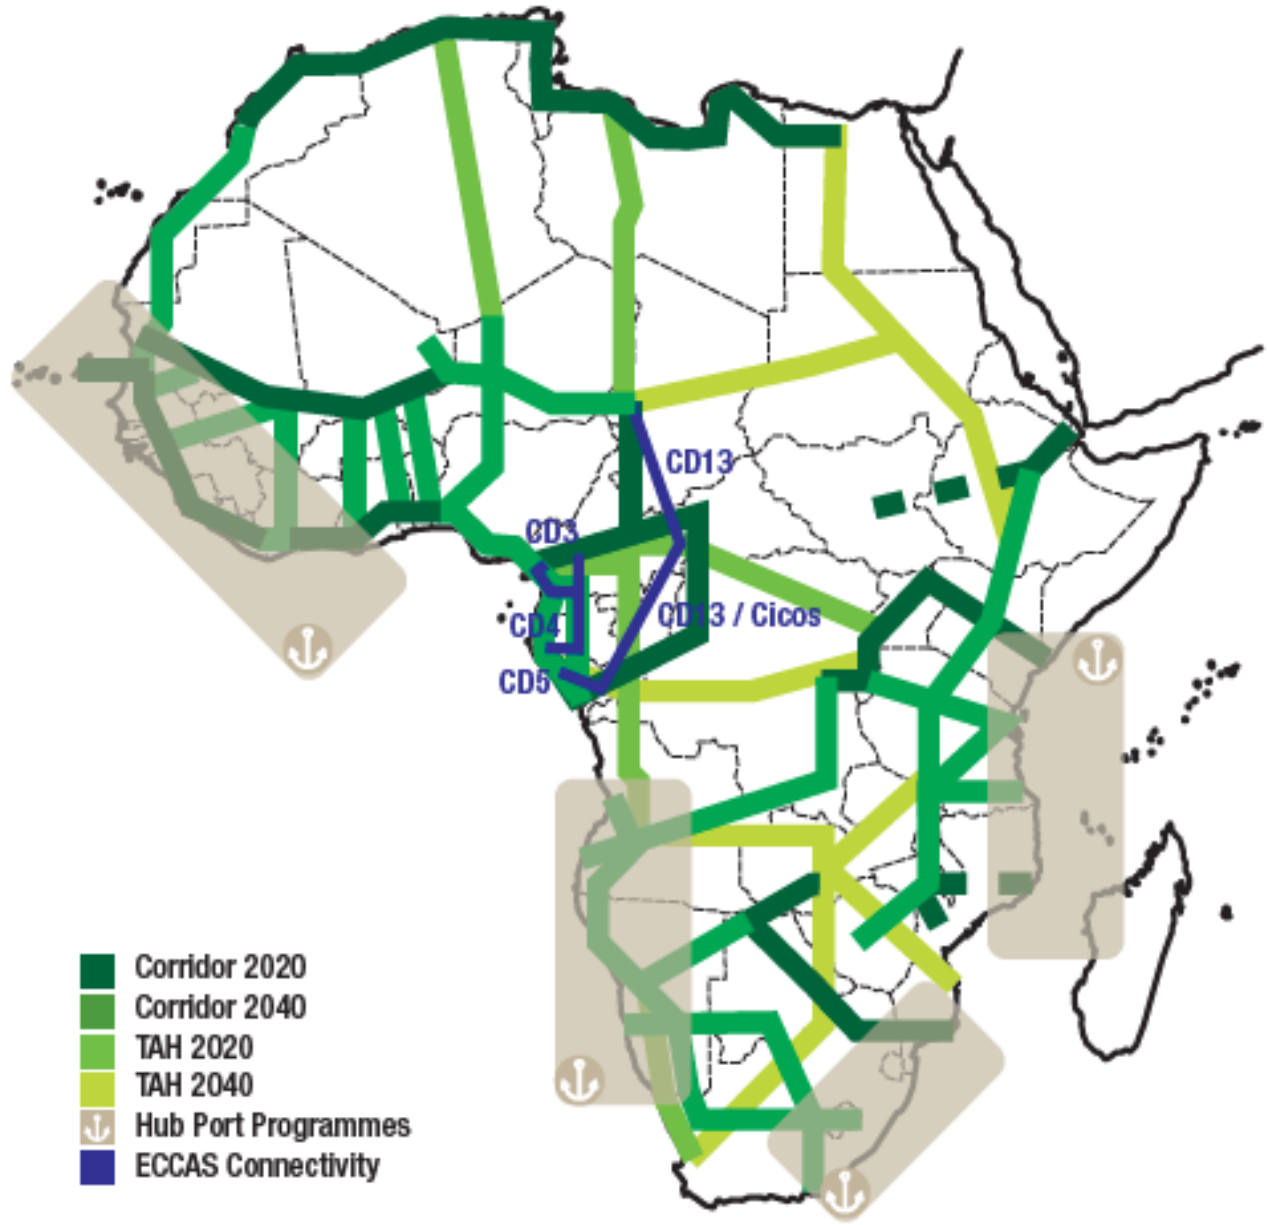 CD13
CD3
CD13 / Cicos
CD4
CD5
Corridor 2020
Corridor 2040
TAH 2020
TAH 2040
Hub Port Programmes
ECCAS Connectivity